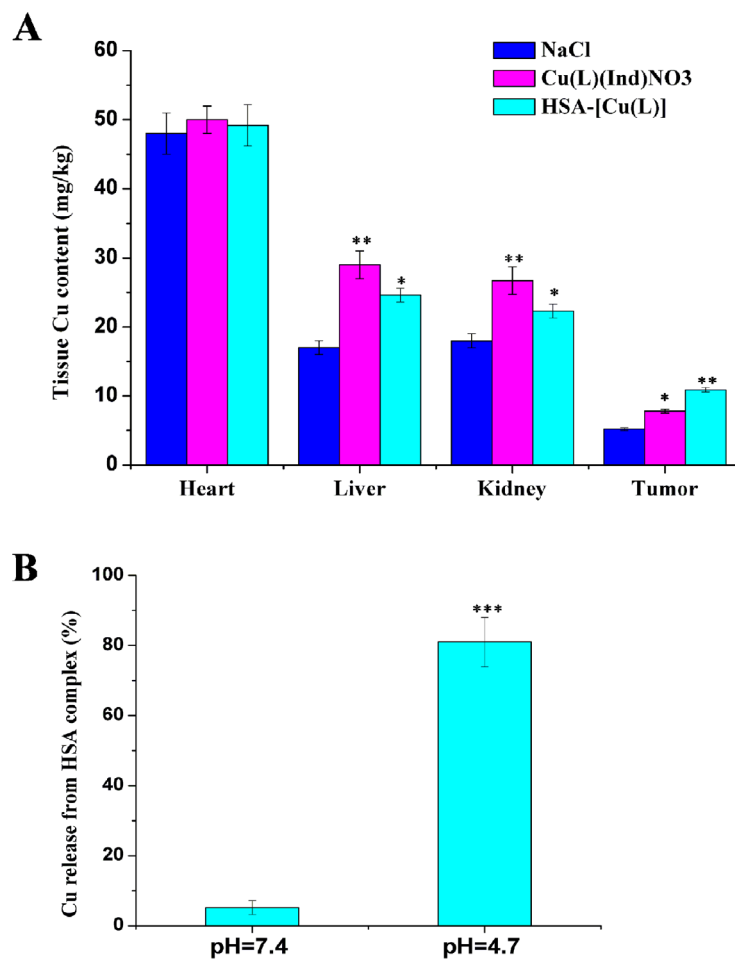 A
NaCl
Cu(L)(Ind)NO3
HSA-[Cu(L)]
Tissue Cu content (mg/kg)
60
50
40
30
20
10
0
**
*
**
*
*
**
Heart Liver Kidney Tumor
B
Cu release from HSA complex (%)
100
80
60
40
20
0
***
pH=7.4 pH=4.7